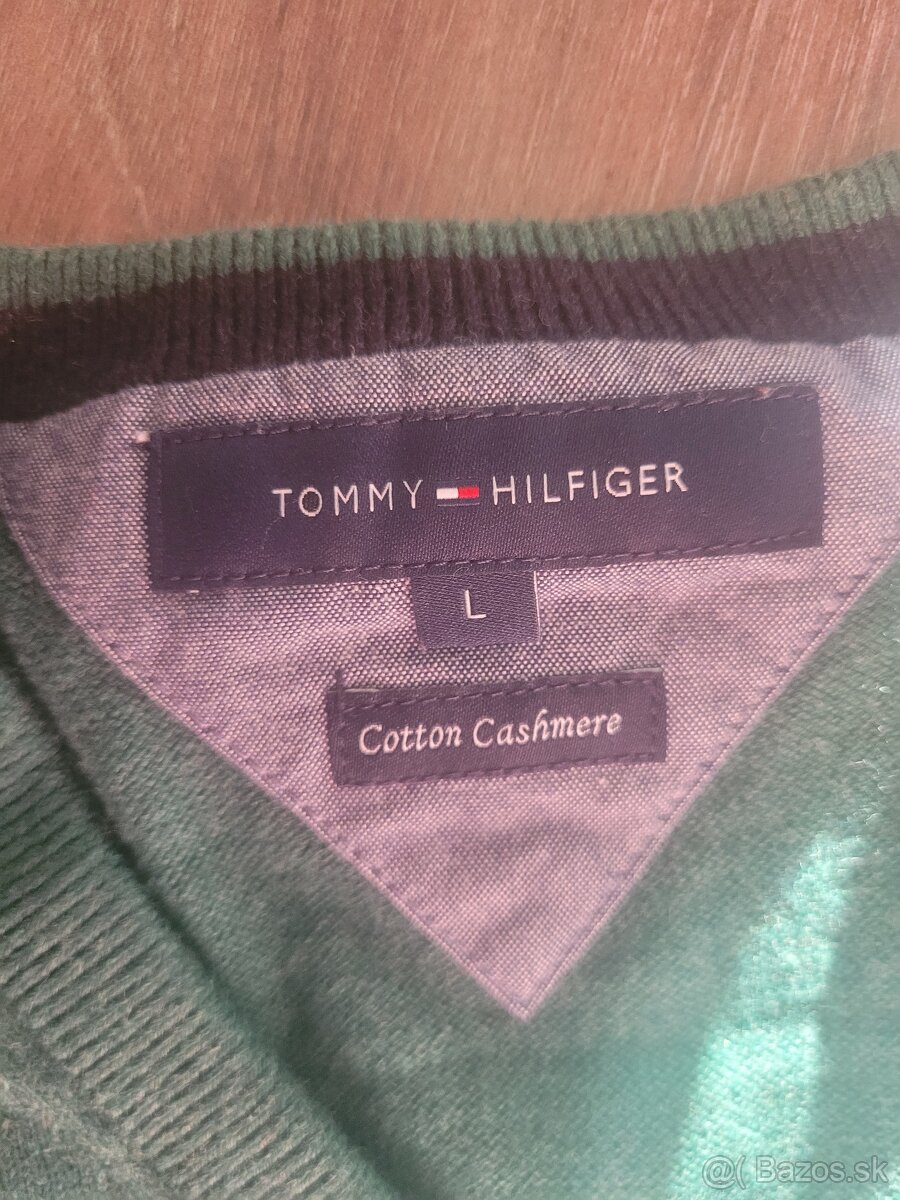 TOMMY HILFIGER
L
Cotton Cashmere
@( Bazos.sk